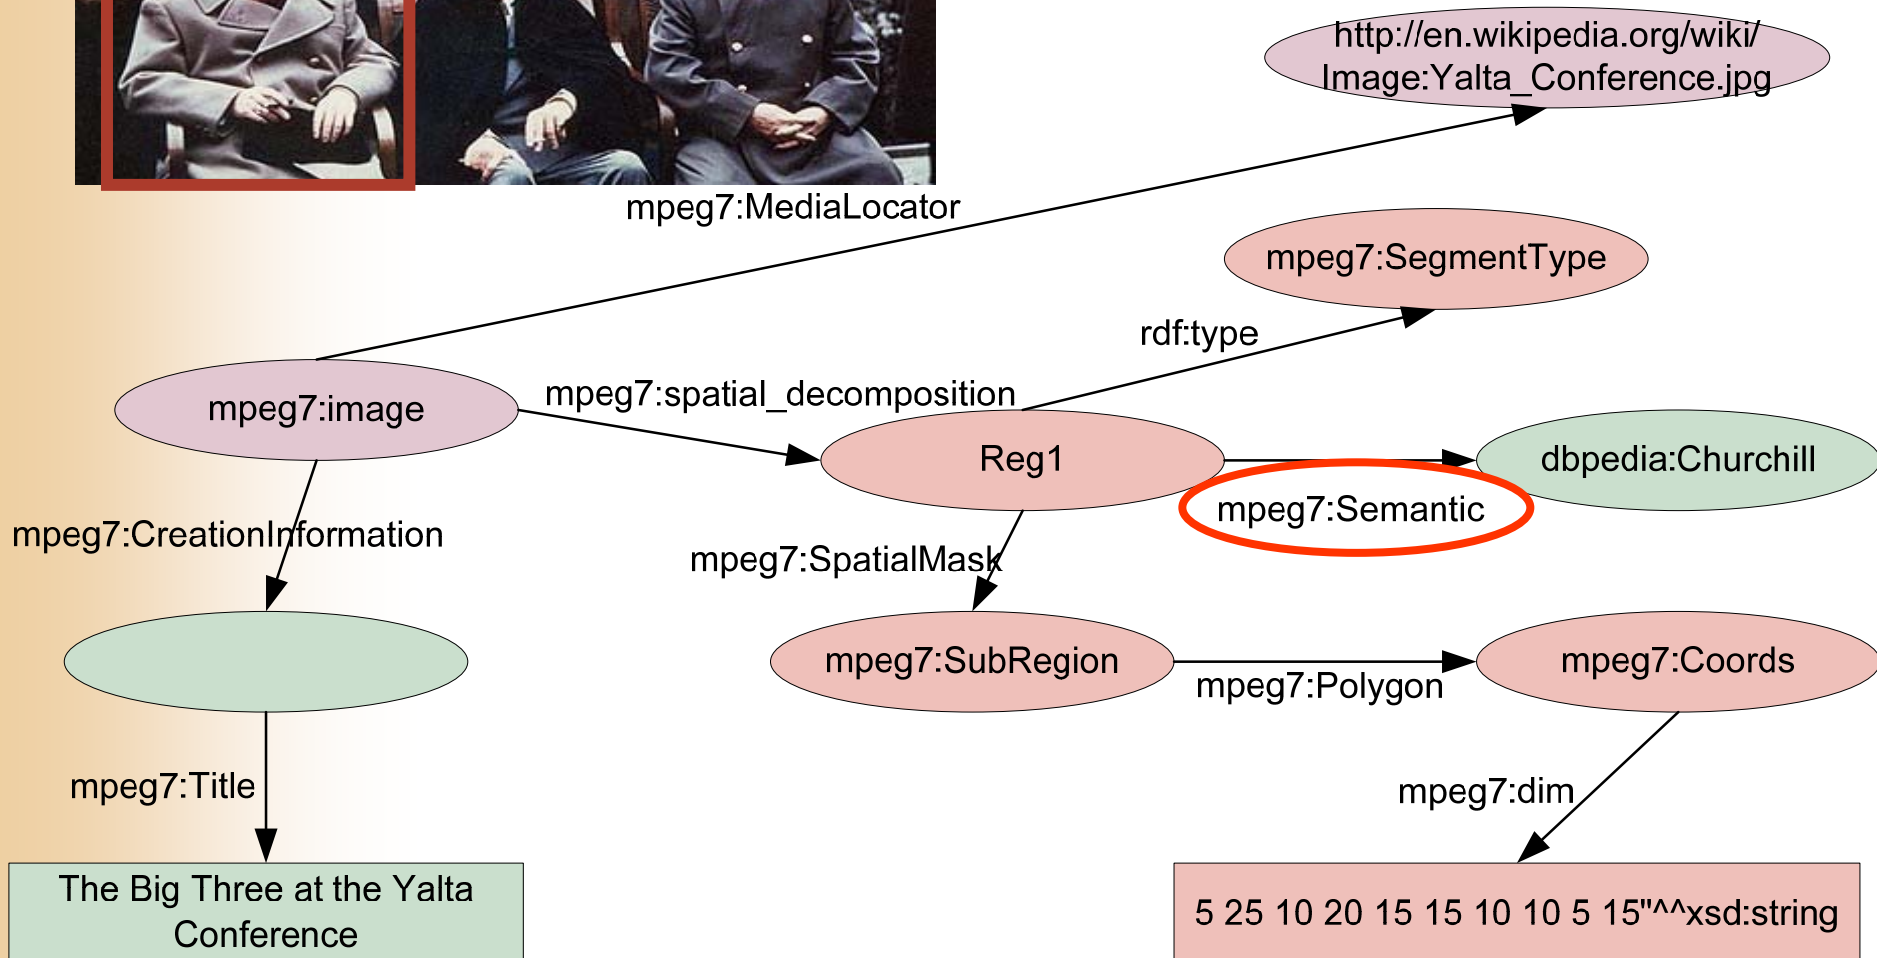 http://en.wikipedia.org/wiki/
Image:Yalta_Conference.jpg
mpeg7:MediaLocator
mpeg7:SegmentType
rdf:type
mpeg7:image
mpeg7:spatial_decomposition
Reg1
dbpedia:Churchill
mpeg7:Semantic
mpeg7:CreationInformation
mpeg7:SpatialMask
mpeg7:SubRegion
mpeg7:Coords
mpeg7:Polygon
mpeg7:Title
mpeg7:dim
The Big Three at the Yalta
Conference
5 25 10 20 15 15 10 10 5 15"^^xsd:string